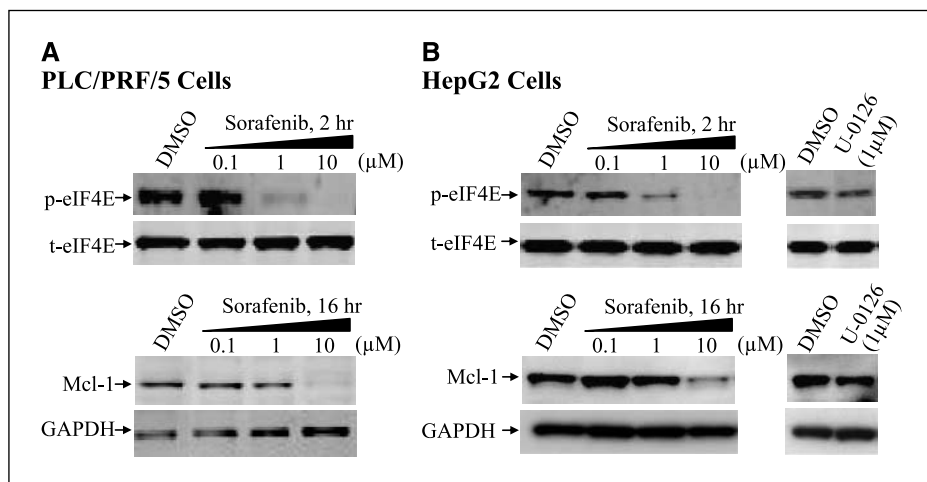 A
PLC/PRF/5 Cells
DMSO
Sorafenib, 2 hr
0.1 1 10 (µM)
p-eIF4E
t-eIF4E
DMSO
Sorafenib, 16 hr
0.1 1 10 (µM)
Mcl-1
GAPDH
B
HepG2 Cells
DMSO
Sorafenib, 2 hr
0.1 1 10 (µM)
DMSO
U-0126
(1µM)
p-eIF4E
t-eIF4E
DMSO
Sorafenib, 16 hr
0.1 1 10 (µM)
DMSO
U-0126
(1µM)
Mcl-1
GAPDH